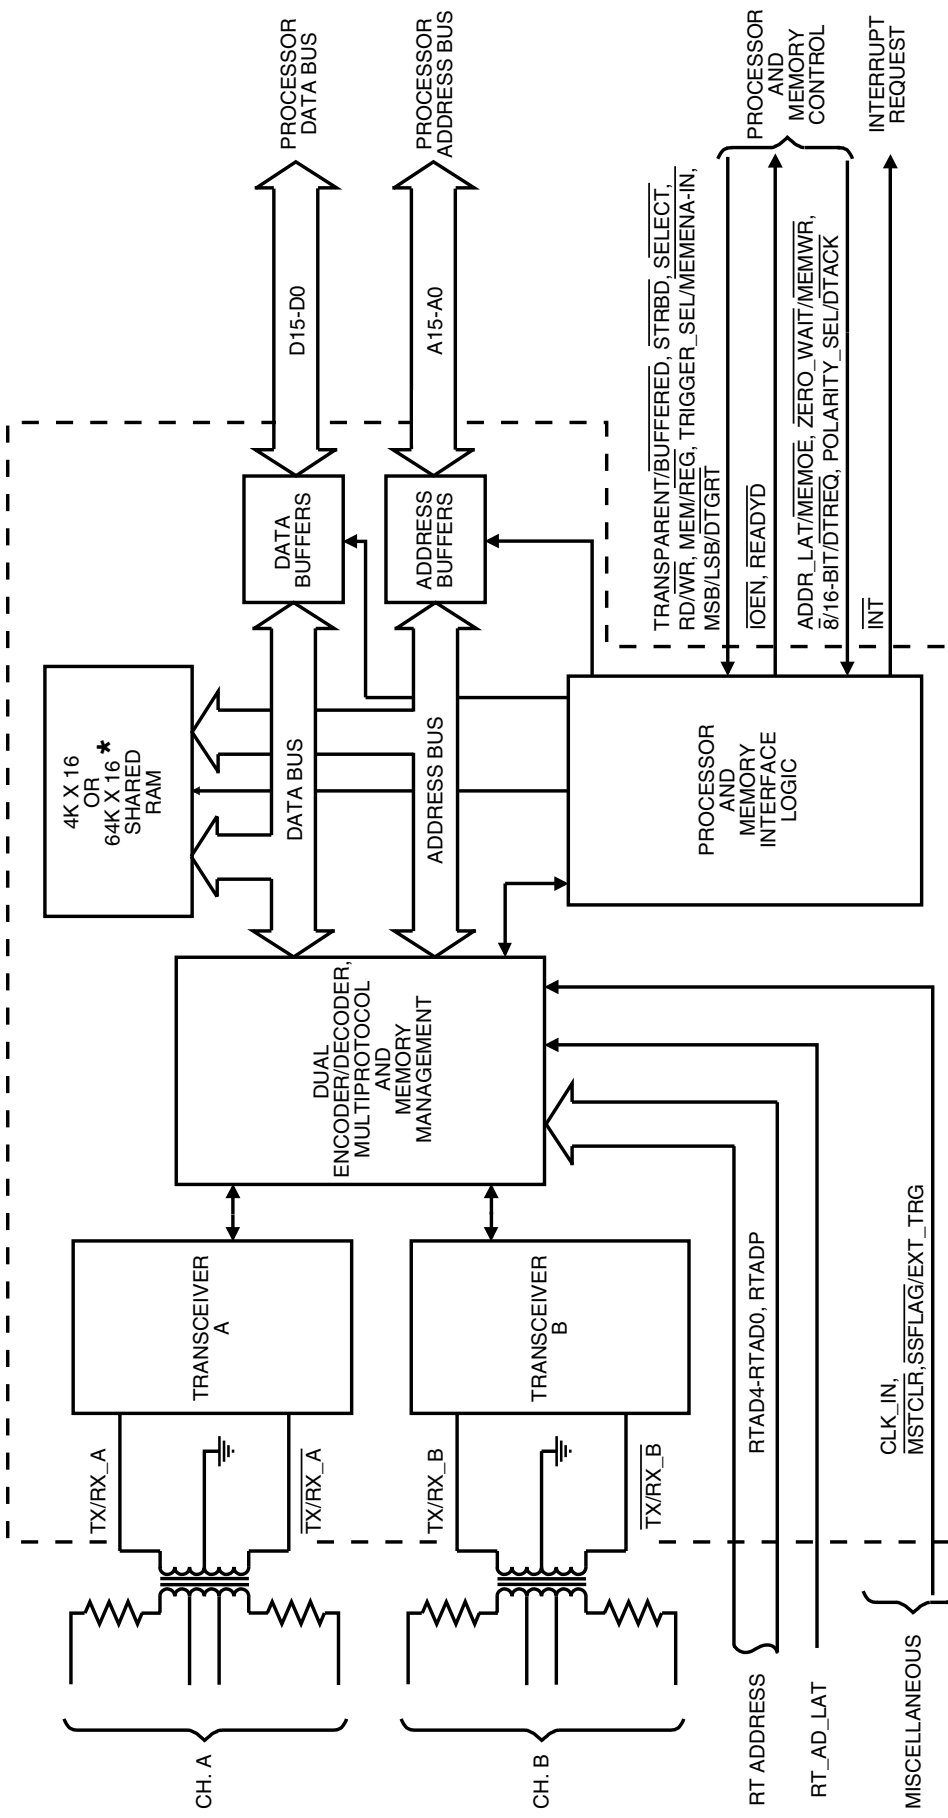 CH. A
TX/RX_A
TX/RX_A
TRANSCEIVER
A
CH. B
TX/RX_B
TX/RX_B
TRANSCEIVER
B
DUAL
ENCODER/DECODER,
MULTIPROTOCOL
AND
MEMORY
MANAGEMENT
4K X 16
OR
64K X 16 *
SHARED
RAM
DATA BUS
ADDRESS BUS
DATA
BUFFERS
ADDRESS
BUFFERS
D15-D0
PROCESSOR
DATA BUS
A15-A0
PROCESSOR
ADDRESS BUS
PROCESSOR
AND
MEMORY
INTERFACE
LOGIC
TRANSPARENT/BUFFERED, STRBD, SELECT,
RD/WR, MEM/REG, TRIGGER_SEL/MEMENA-IN,
MSB/LSB/DTGRT
IOEN, READYD
ADDR_LAT/MEMOE, ZERO_WAIT/MEMWR,
8/16-BIT/DTREQ, POLARITY_SEL/DTACK
INT
PROCESSOR
AND
MEMORY
CONTROL
INTERRUPT
REQUEST
RT ADDRESS
RTAD4-RTAD0, RTADP
RT_AD_LAT
MISCELLANEOUS
CLK_IN,
MSTCLR,SSFLAG/EXT_TRG